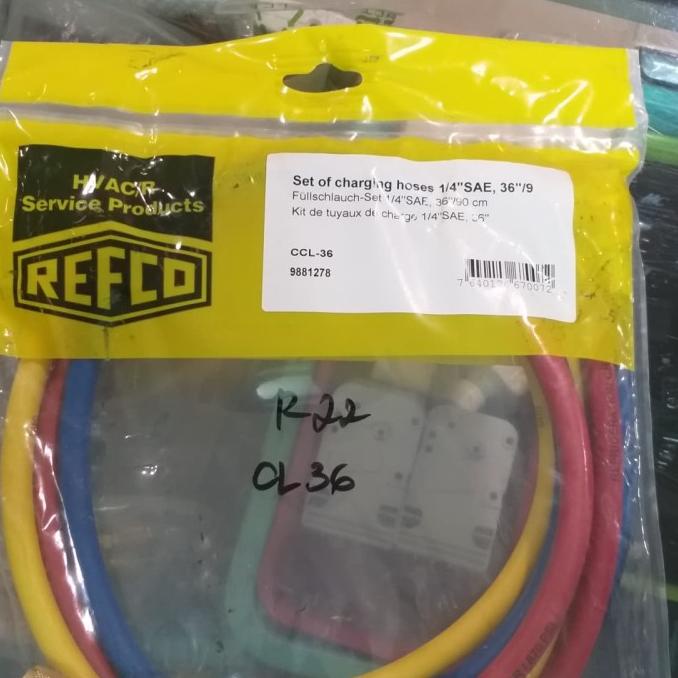 HVAC/R
Service Products
REFCO
Set of charging hoses 1/4"SAE, 36"/9
Füllschlauch-Set 1/4"SAE, 36"/90 cm
Kit de tuyaux de charge 1/4"SAE, 36"
CCL-36
9881278
R22
CL36